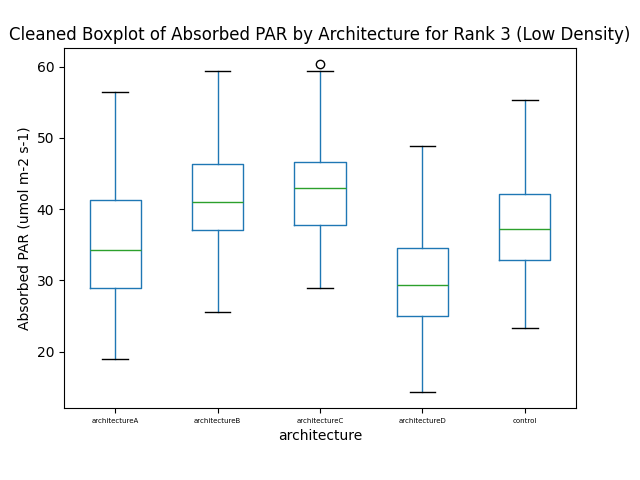 Cleaned Boxplot of Absorbed PAR by Architecture for Rank 3 (Low Density)
60
50
40
30
20
Absorbed PAR (umol m-2 s-1)
architectureA architectureB architectureC architectureD control
architecture